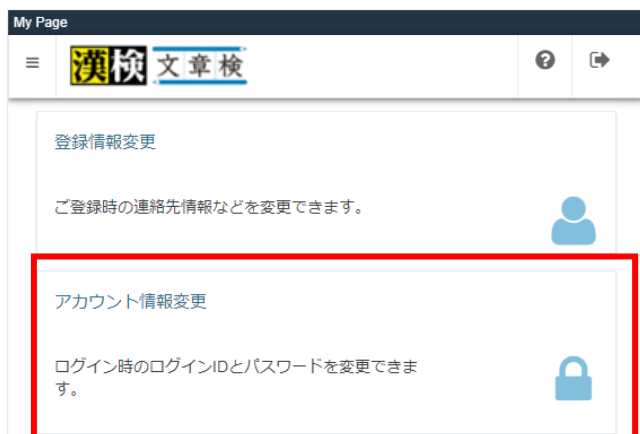 My Page
漢検 文章検
登録情報変更
ご登録時の連絡先情報などを変更できます。
アカウント情報変更
ログイン時のログインIDとパスワードを変更できま
す。